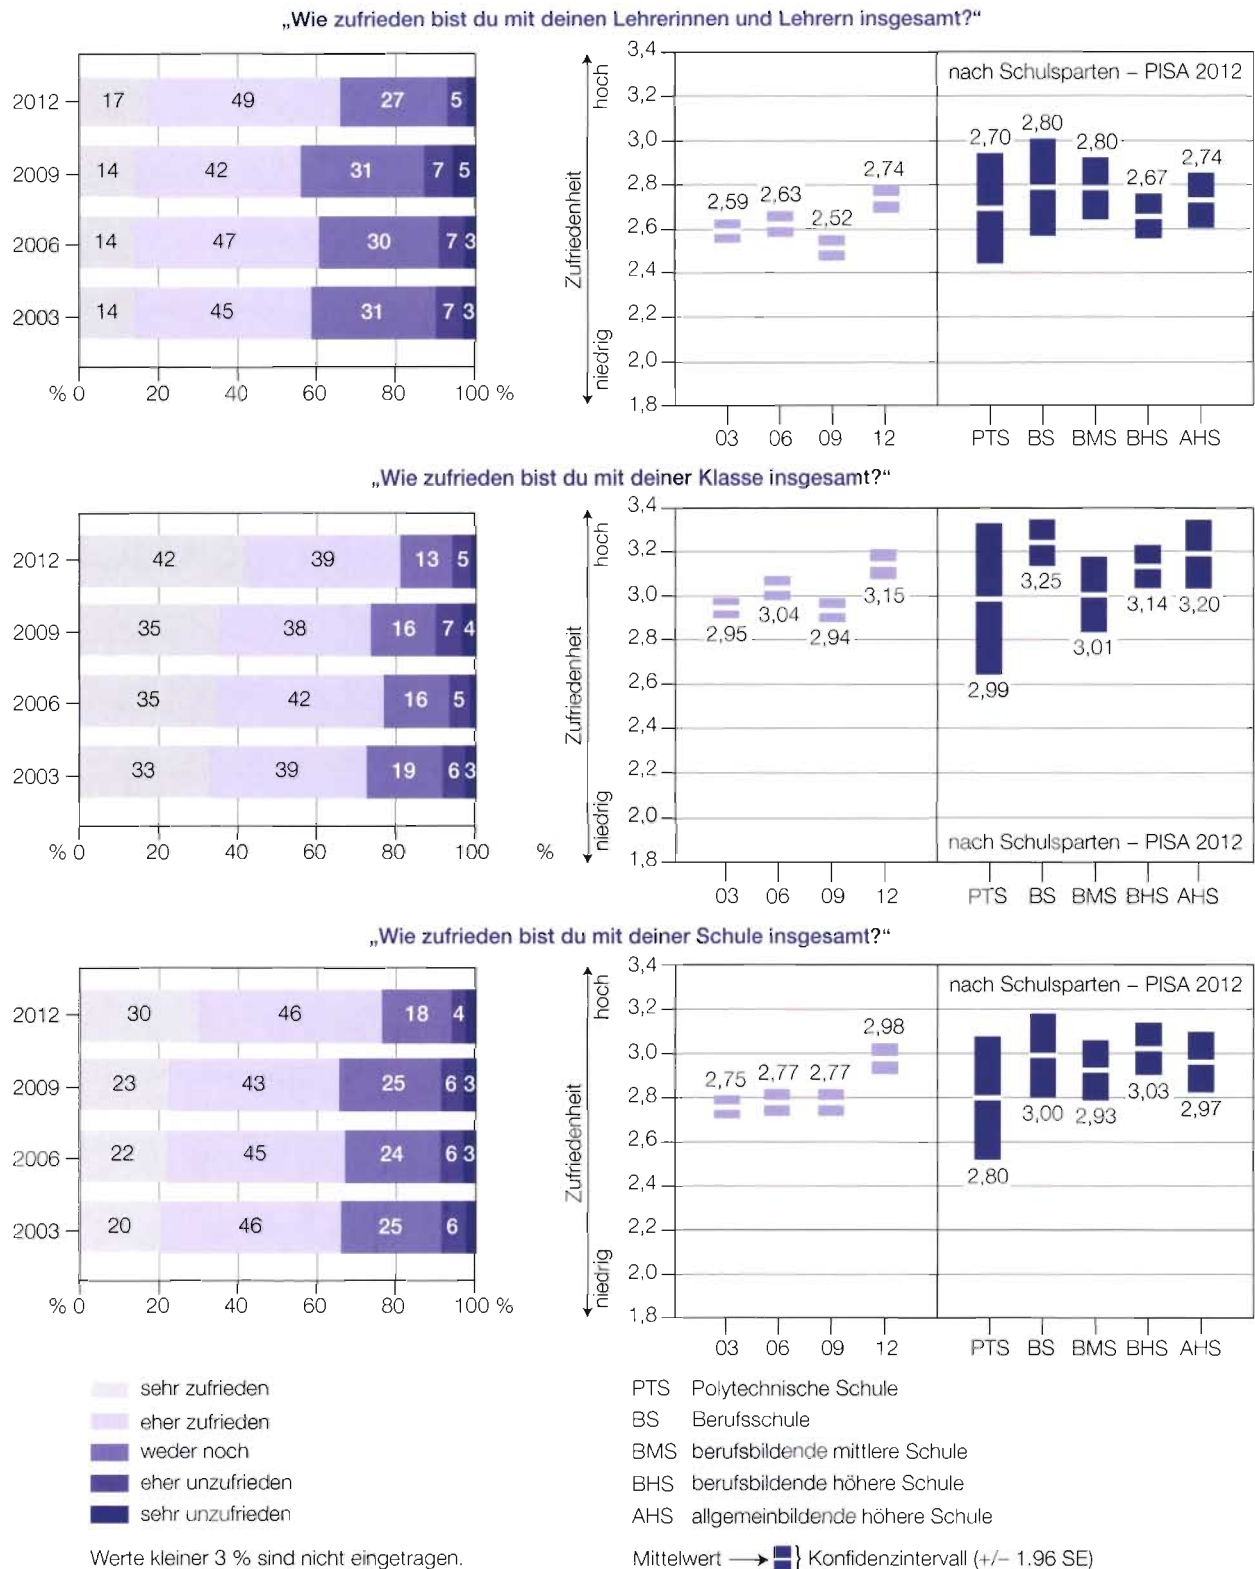 „Wie zufrieden bist du mit deinen Lehrerinnen und Lehrern insgesamt?“
2012 17 49 27 5
2009 14 42 31 7 5
2006 14 47 30 7 3
2003 14 45 31 7 3
% 0 20 40 60 80 100 %
hoch
Zufriedenheit
niedrig
3,4
3,2
3,0
2,8
2,6
2,4
2,2
2,0
1,8
2,59 2,63 2,52 2,74
03 06 09 12
nach Schulsparten – PISA 2012
2,70 2,80 2,80 2,67 2,74
PTS BS BMS BHS AHS
„Wie zufrieden bist du mit deiner Klasse insgesamt?“
2012 42 39 13 5
2009 35 38 16 7 4
2006 35 42 16 5
2003 33 39 19 6 3
% 0 20 40 60 80 100 %
hoch
Zufriedenheit
niedrig
3,4
3,2
3,0
2,8
2,6
2,4
2,2
2,0
1,8
2,95 3,04 2,94 3,15
03 06 09 12
2,99 3,25 3,01 3,14 3,20
nach Schulsparten – PISA 2012
PTS BS BMS BHS AHS
„Wie zufrieden bist du mit deiner Schule insgesamt?“
2012 30 46 18 4
2009 23 43 25 6 3
2006 22 45 24 6 3
2003 20 46 25 6
% 0 20 40 60 80 100 %
hoch
Zufriedenheit
niedrig
3,4
3,2
3,0
2,8
2,6
2,4
2,2
2,0
1,8
2,75 2,77 2,77 2,98
03 06 09 12
nach Schulsparten – PISA 2012
2,80 3,00 2,93 3,03 2,97
PTS BS BMS BHS AHS
sehr zufrieden
eher zufrieden
weder noch
eher unzufrieden
sehr unzufrieden
Werte kleiner 3 % sind nicht eingetragen.
PTS Polytechnische Schule
BS Berufsschule
BMS berufsbildende mittlere Schule
BHS berufsbildende höhere Schule
AHS allgemeinbildende höhere Schule
Mittelwert → } Konfidenzintervall (+/– 1.96 SE)